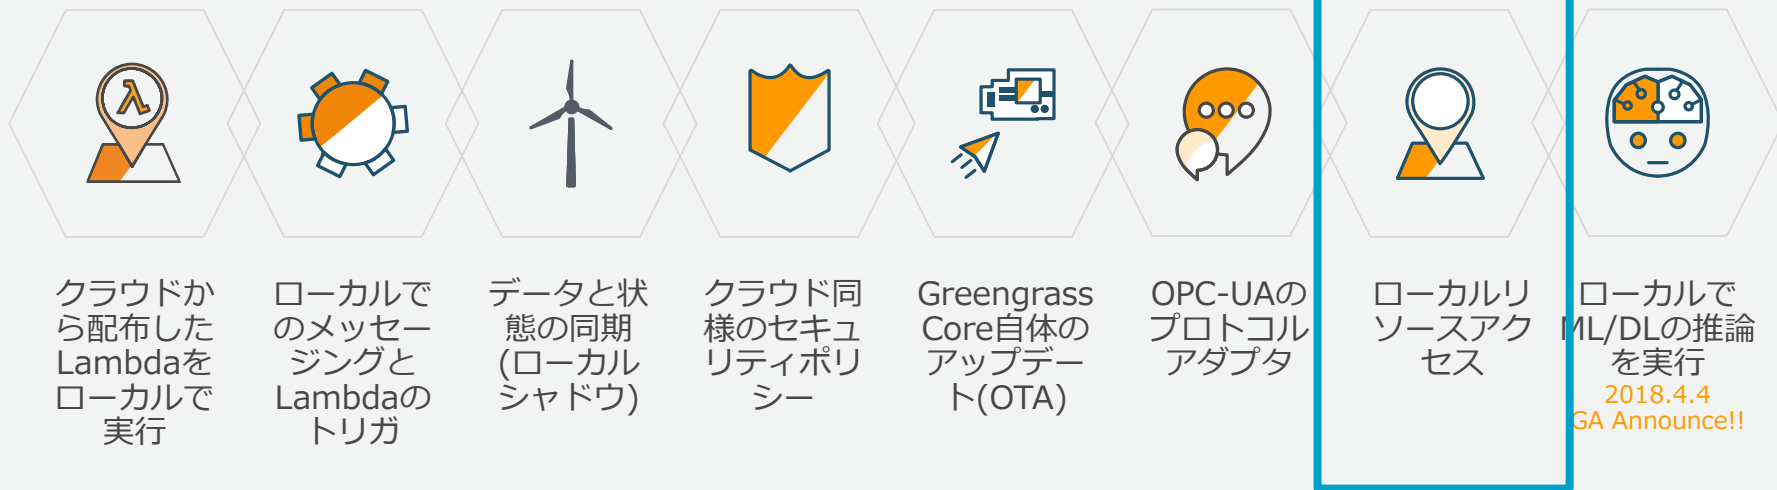 クラウドか
ら配布した
Lambdaを
ローカルで
実行
ローカルで
のメッセー
ジングと
Lambdaの
トリガ
データと状
態の同期
(ローカル
シャドウ)
クラウド同
様のセキュ
リティポリ
シー
Greengrass
Core自体の
アップデー
ト(OTA)
OPC-UAの
プロトコル
アダプタ
ローカルリ
ソースアク
セス
ローカルで
ML/DLの推論
を実行
2018.4.4
GA Announce!!